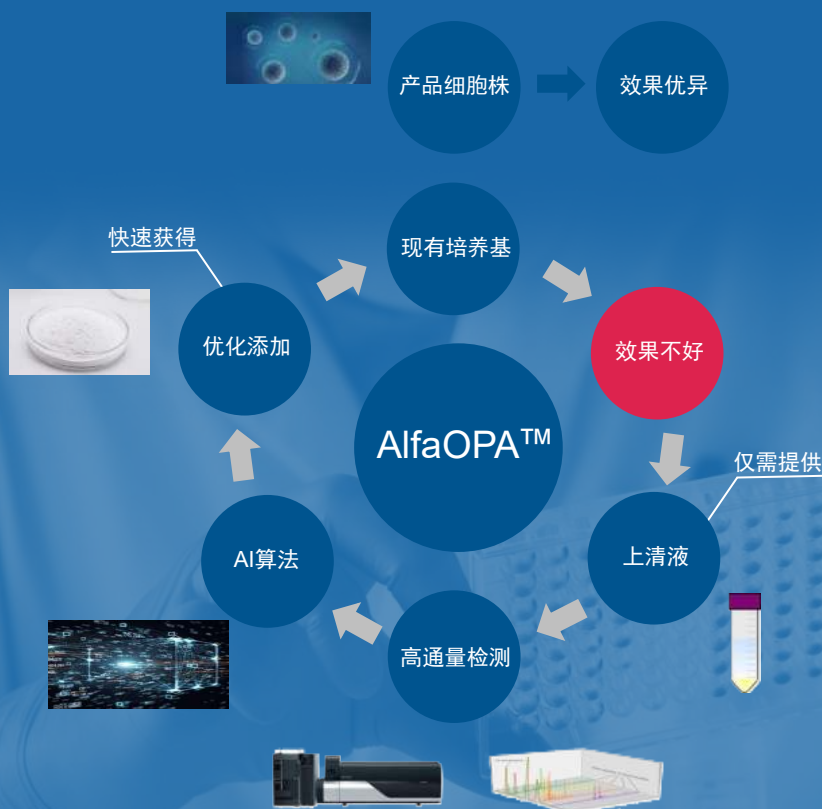 产品细胞株
效果优异
现有培养基
快速获得
优化添加
效果不好
AlfaOPA™
仅需提供
AI算法
上清液
高通量检测